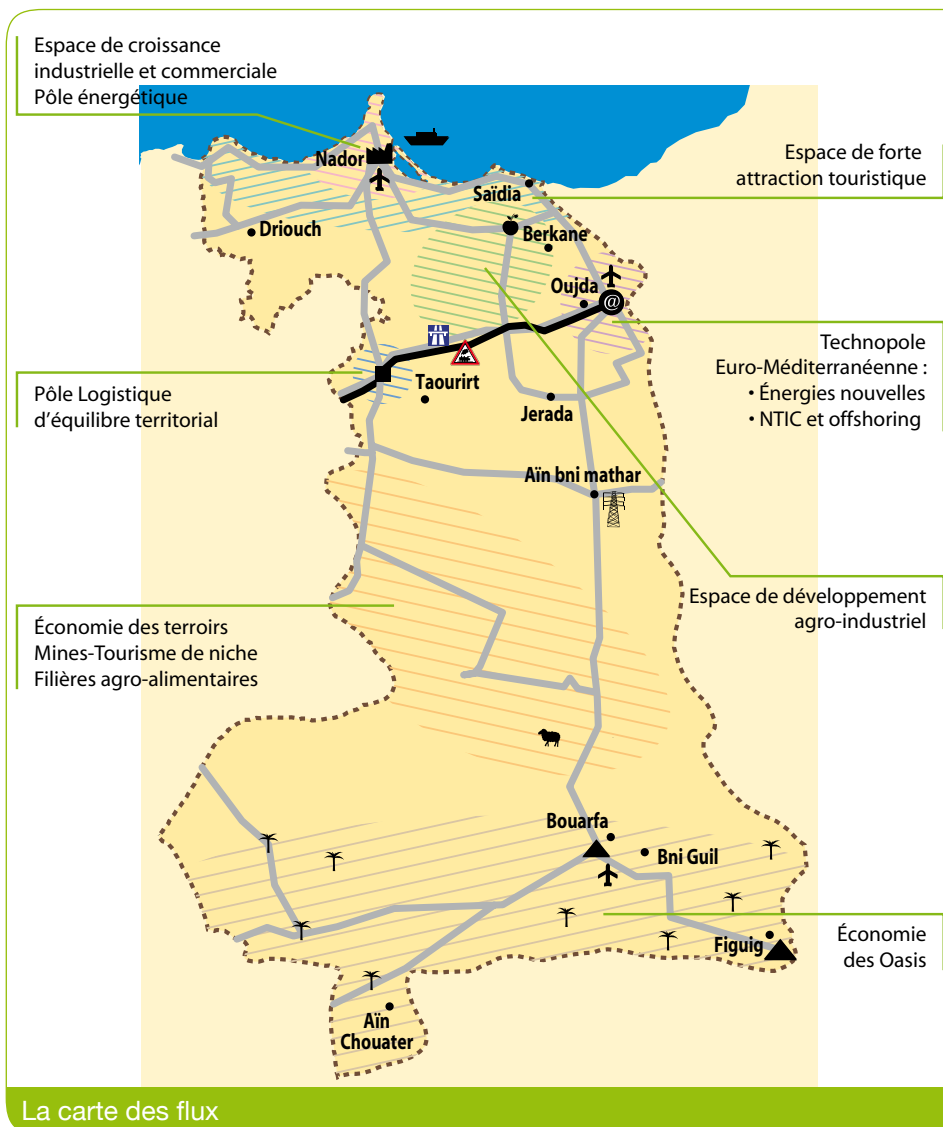 Espace de croissance
industrielle et commerciale
Pôle énergétique
Nador
Espace de forte
attraction touristique
Saïdia
Driouch
Berkane
Oujda
@
Technopole
Euro-Méditerranéenne :
• Énergies nouvelles
• NTIC et offshoring
Pôle Logistique
d'équilibre territorial
Taourirt
Jerada
Aïn bni mathar
Espace de développement
agro-industriel
Économie des terroirs
Mines-Tourisme de niche
Filières agro-alimentaires
Bouarfa
Bni Guil
Figuig
Économie
des Oasis
Aïn
Chouater
La carte des flux